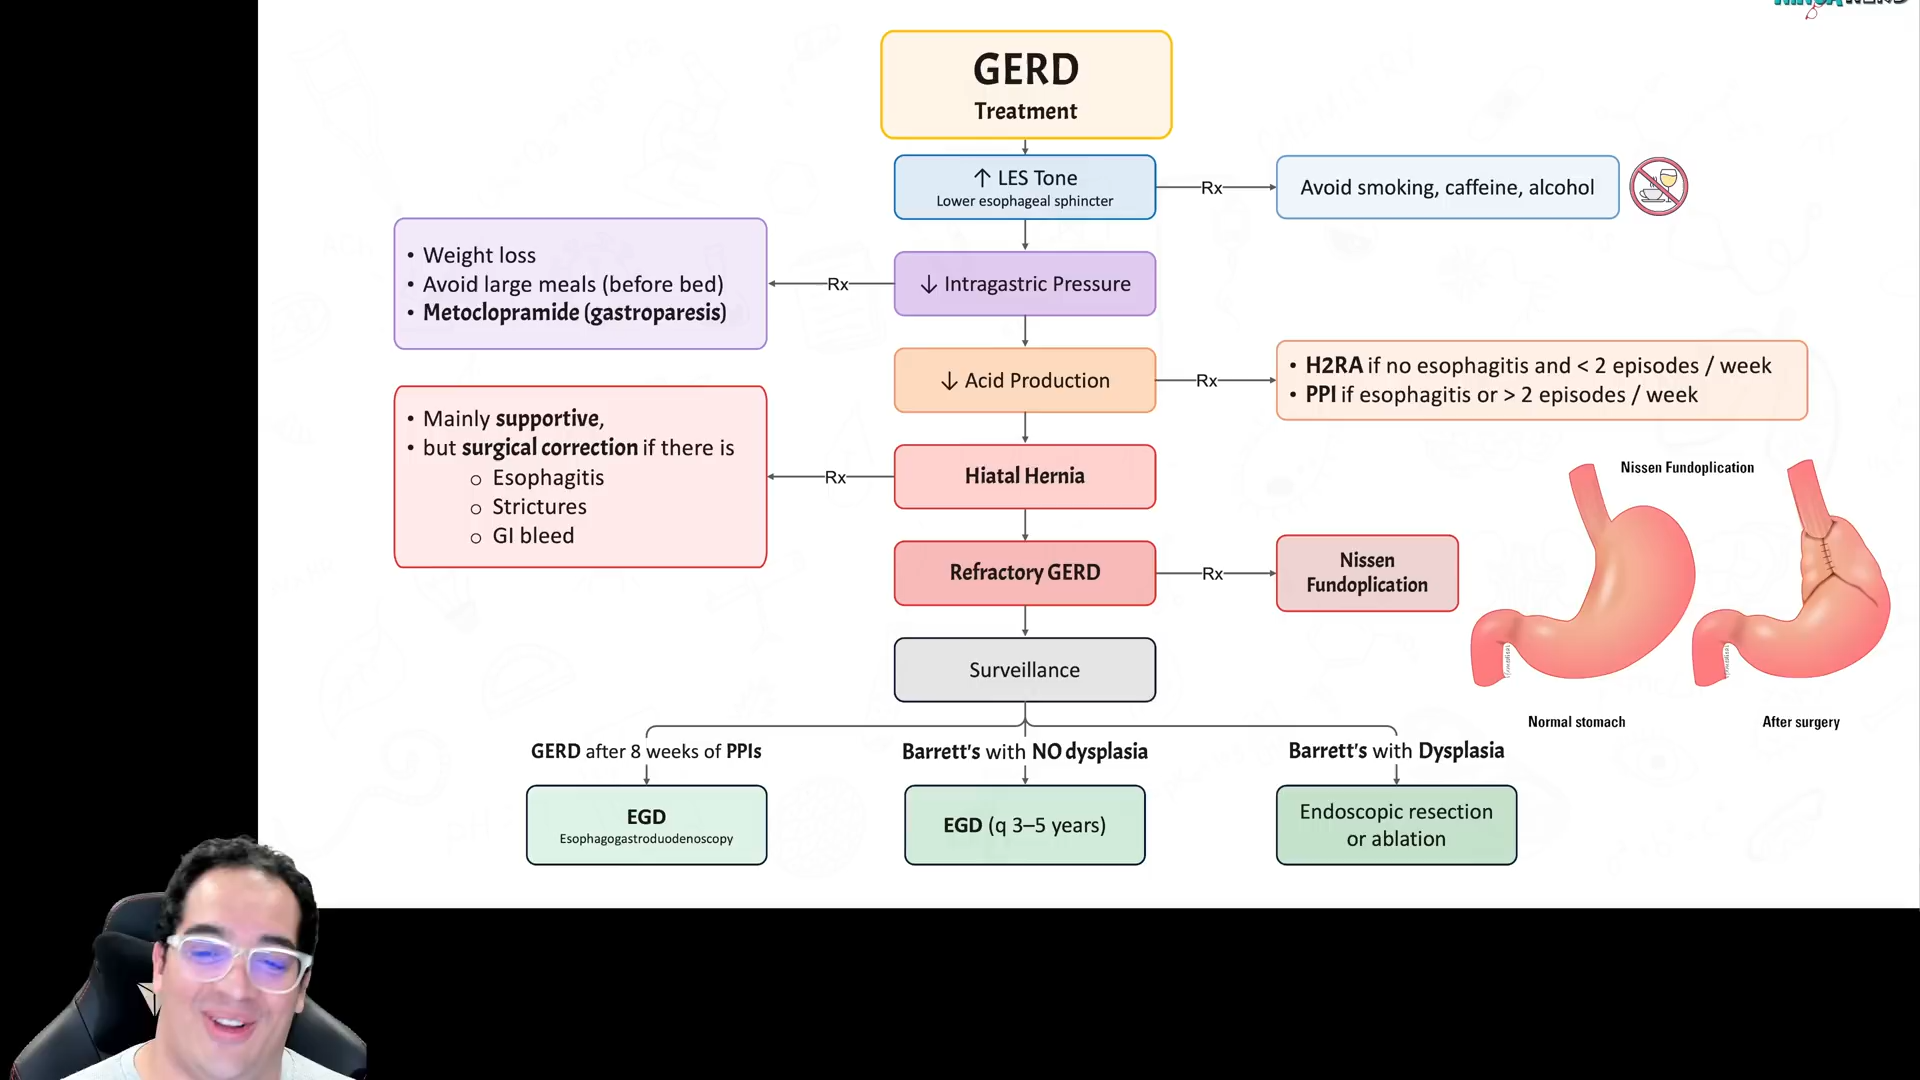 NINJA NERD
GERD
Treatment
↑ LES Tone
Lower esophageal sphincter
Rx
Avoid smoking, caffeine, alcohol
• Weight loss
• Avoid large meals (before bed)
• Metoclopramide (gastroparesis)
Rx
↓ Intragastric Pressure
↓ Acid Production
Rx
• H2RA if no esophagitis and < 2 episodes / week
• PPI if esophagitis or > 2 episodes / week
• Mainly supportive,
• but surgical correction if there is
o Esophagitis
o Strictures
o GI bleed
Rx
Hiatal Hernia
Refractory GERD
Rx
Nissen
Fundoplication
Nissen Fundoplication
Normal stomach
After surgery
Surveillance
GERD after 8 weeks of PPIs
EGD
Esophagogastroduodenoscopy
Barrett's with NO dysplasia
EGD (q 3–5 years)
Barrett's with Dysplasia
Endoscopic resection
or ablation